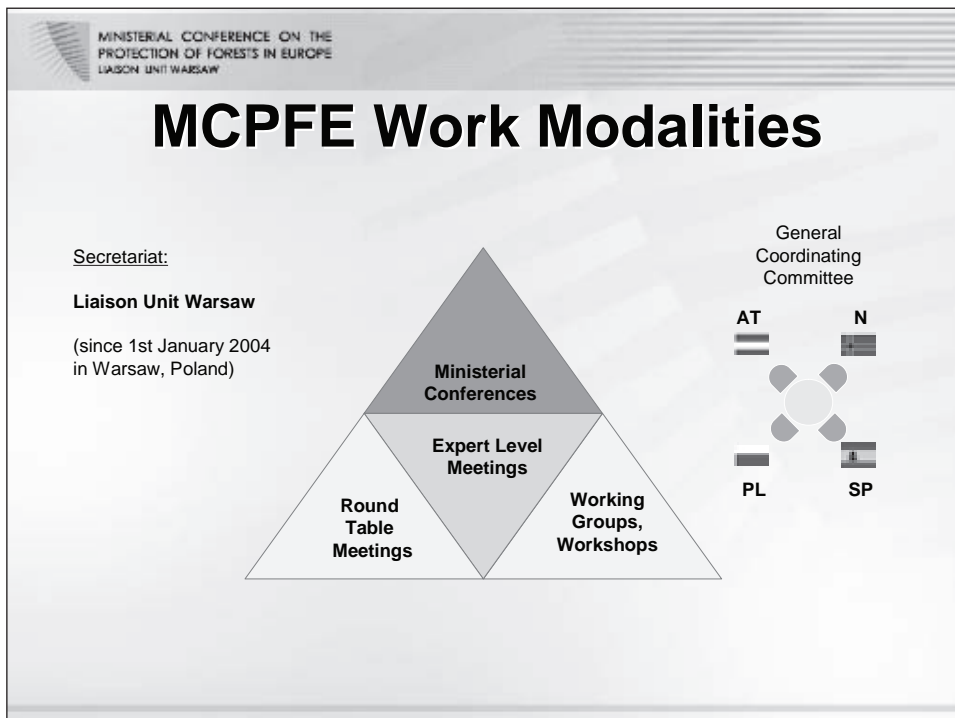 MINISTERIAL CONFERENCE ON THE
PROTECTION OF FORESTS IN EUROPE
LIAISON UNIT WARSAW
MCPFE Work Modalities
Secretariat:
Liaison Unit Warsaw
(since 1st January 2004
in Warsaw, Poland)
Ministerial
Conferences
Expert Level
Meetings
Round
Table
Meetings
Working
Groups,
Workshops
General
Coordinating
Committee
AT N
PL SP